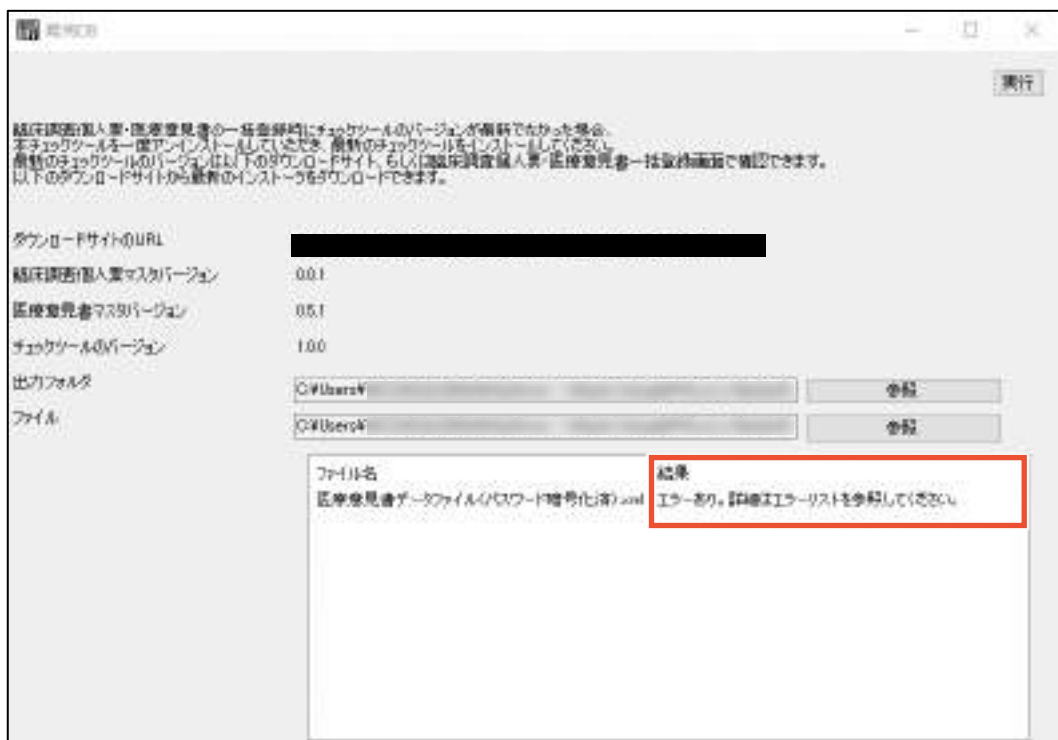 難病DB
実行
臨床調査個人票・医療意見書の一括登録時にチェックツールのバージョンが最新でなかった場合、
本チェックツールを一度アンインストールしていただき、最新のチェックツールをインストールしてください。
最新のチェックツールのバージョンは以下のダウンロードサイト、もしくは臨床調査個人票・医療意見書一括登録画面で確認できます。
以下のダウンロードサイトから最新のインストーラをダウンロードできます。
ダウンロードサイトのURL
臨床調査個人票マスタバージョン 0.0.1
医療意見書マスタバージョン 0.5.1
チェックツールのバージョン 1.0.0
出力フォルダ C:¥Users¥ 参照
ファイル C:¥Users¥ 参照
ファイル名 結果
医療意見書データファイル(パスワード暗号化済).xml エラーあり。詳細はエラーリストを参照してください。